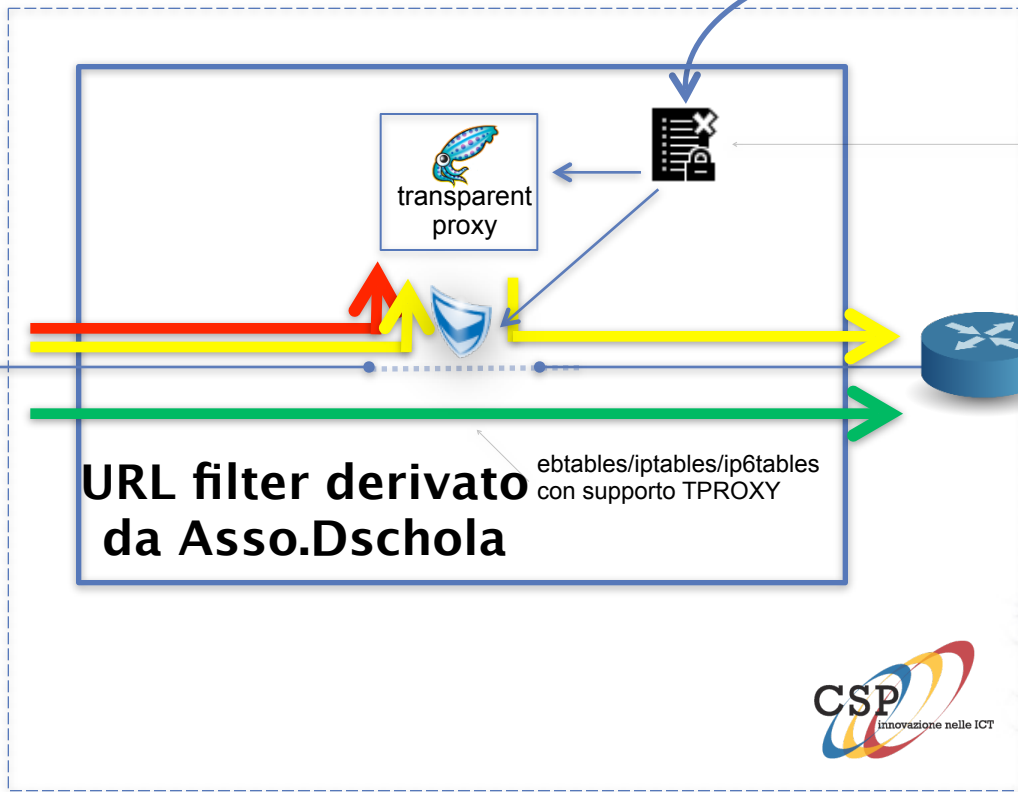 transparent
proxy
ebtables/iptables/ip6tables
con supporto TPROXY
URL filter derivato
da Asso.Dschola
CSP
innovazione nelle ICT